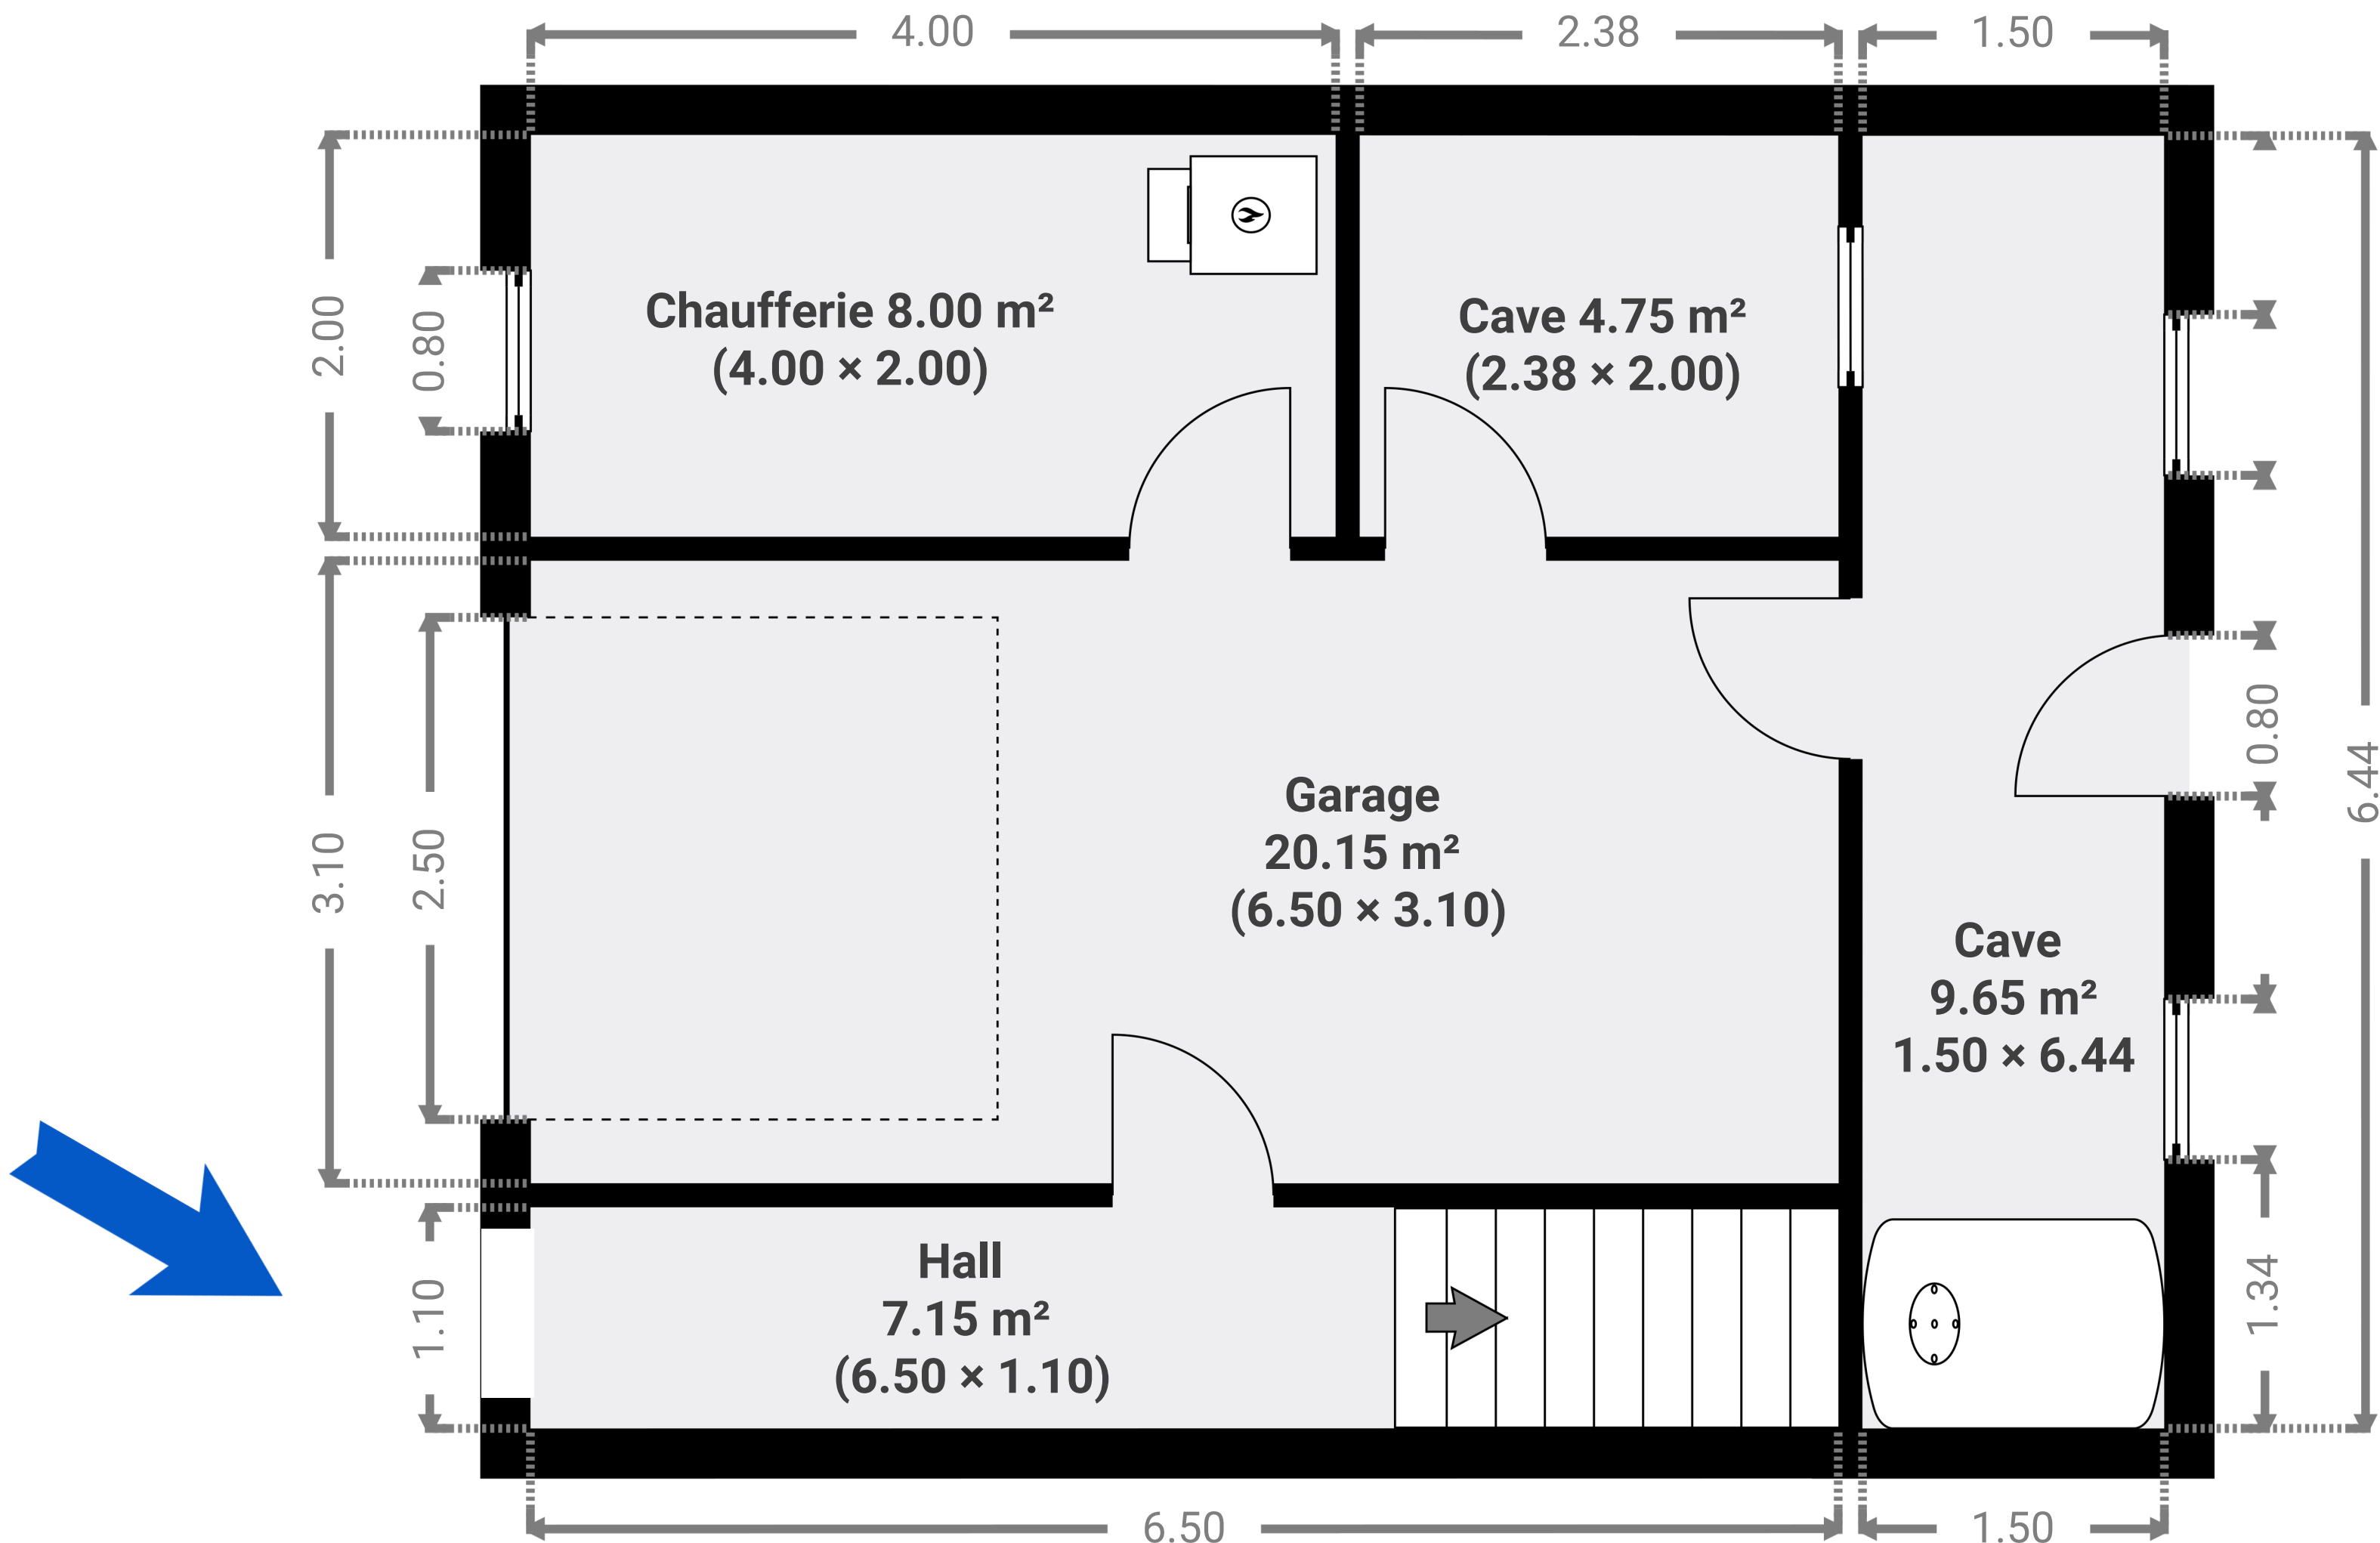 4.00
2.38
1.50
2.00
0.80
Chaufferie 8.00 m²
(4.00 × 2.00)
Cave 4.75 m²
(2.38 × 2.00)
3.10
2.50
Garage
20.15 m²
(6.50 × 3.10)
0.80
6.44
Cave
9.65 m²
1.50 × 6.44
1.10
Hall
7.15 m²
(6.50 × 1.10)
1.34
6.50
1.50